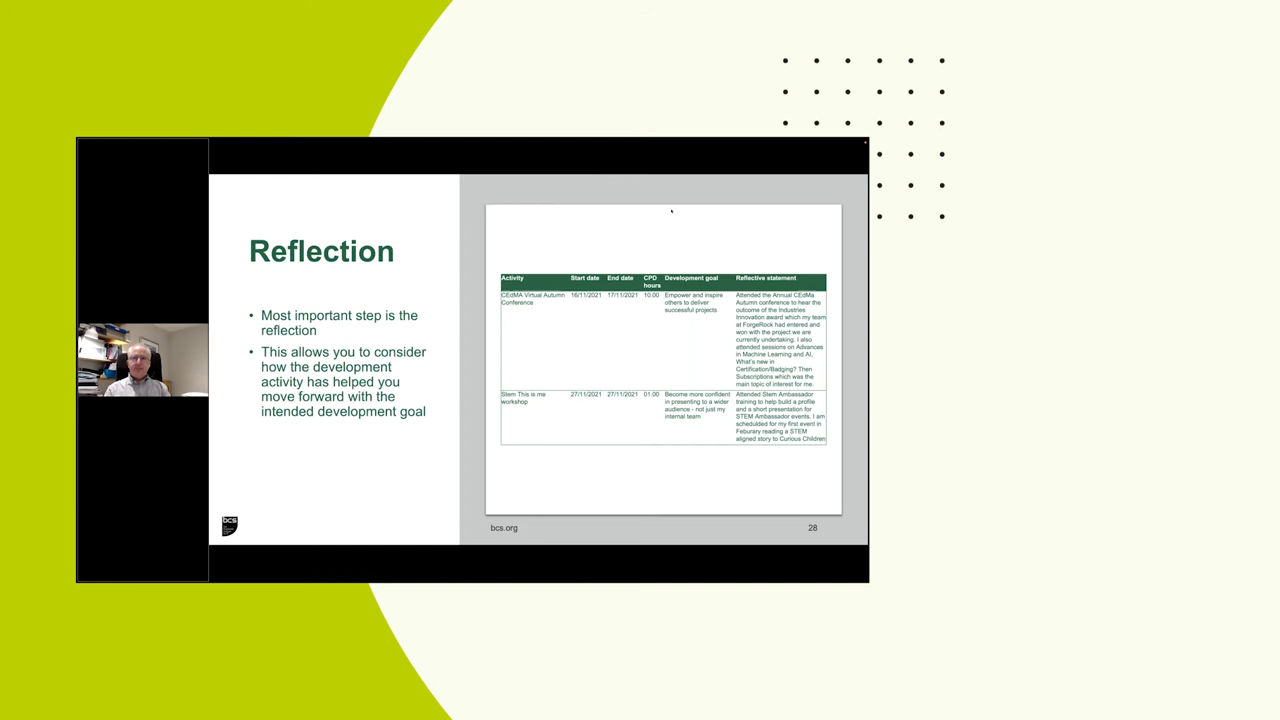 Reflection
• Most important step is the
reflection
• This allows you to consider
how the development
activity has helped you
move forward with the
intended development goal
bcs
Activity Start date End date CPD hours Development goal Reflective statement
CEdMA Virtual Autumn
Conference
16/11/2021 17/11/2021 10.00
Empower and inspire
others to deliver
successful projects
Attended the Annual CEdMa
Autumn conference to hear the
outcome of the Industries
Innovation award which my team
at ForgeRock had entered and
won with the project we are
currently undertaking. I also
attended sessions on Advances
in Machine Learning and AI,
What's new in
Certification/Badging? Then
Subscriptions which was the
main topic of interest for me.
Stem This is me
workshop
27/11/2021 27/11/2021 01.00
Become more confident
in presenting to a wider
audience - not just my
internal team
Attended Stem Ambassador
training to help build a profile
and a short presentation for
STEM Ambassador events. I am
schedulded for my first event in
Feburary reading a STEM
aligned story to Curious Children
bcs.org
28